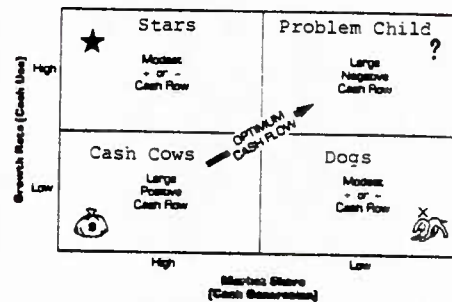 Stars
Problem Child
?
High
Modest
+ or -
Cash Flow
Large
Negative
Cash Flow
Growth Rate [Cash Use]
OPTIMUM
CASH FLOW
Cash Cows
Dogs
Low
Large
Positive
Cash Flow
Modest
+ or -
Cash Flow
$
X
High
Low
Market Share
[Cash Generation]